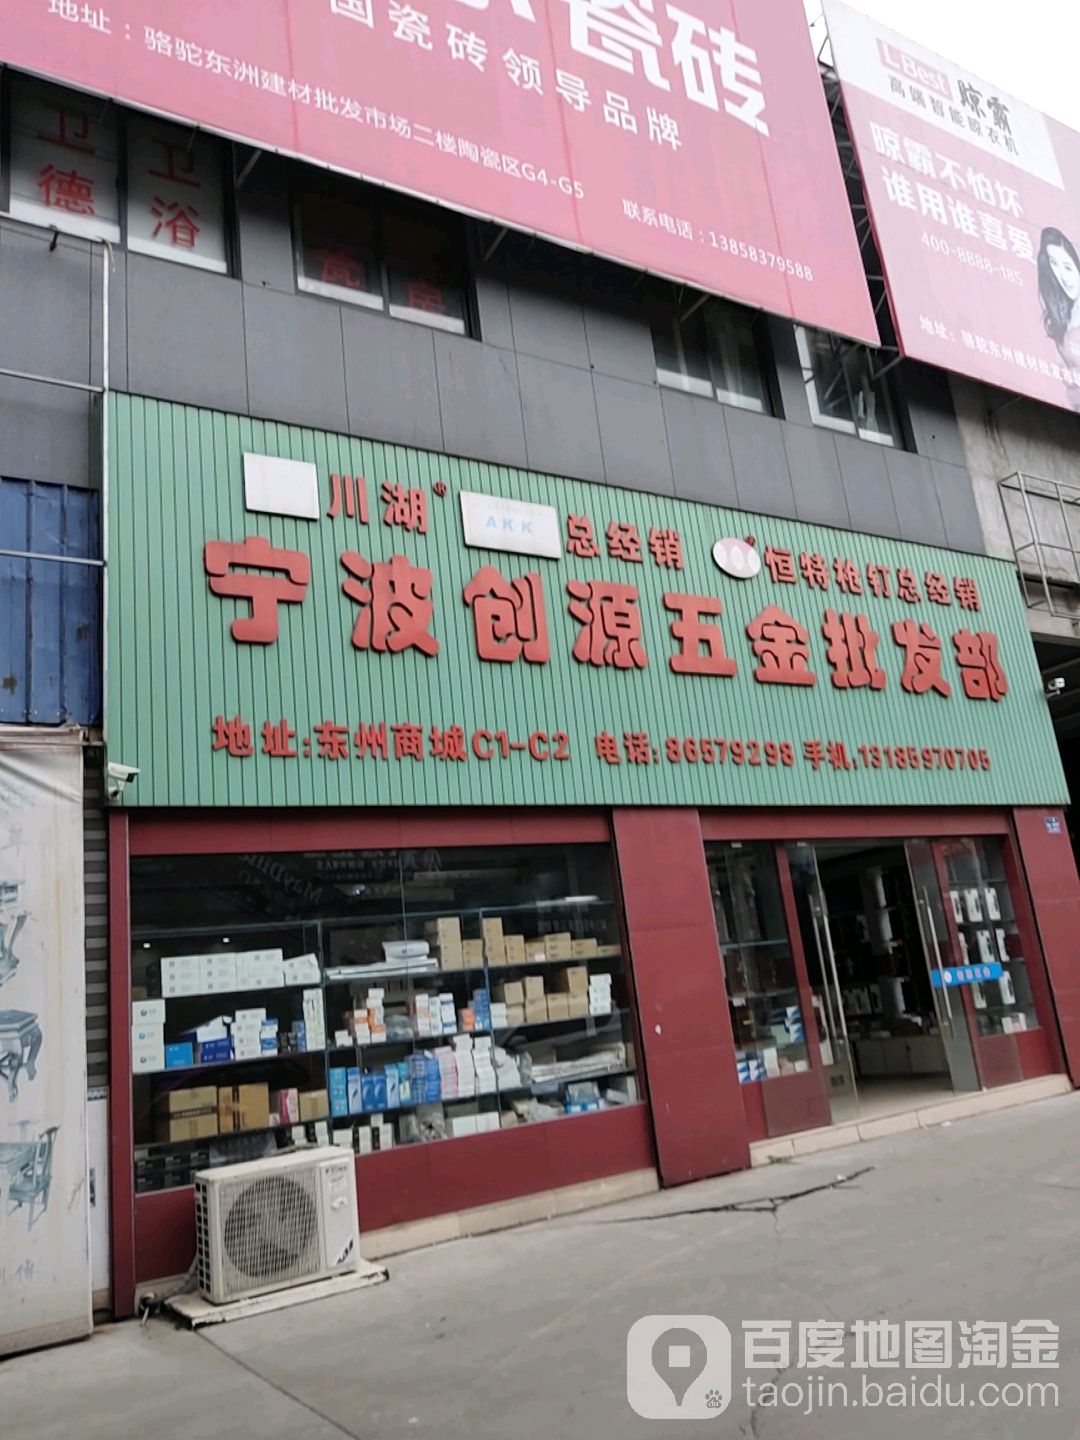 瓷砖
国瓷砖领导品牌
地址：骆驼东洲建材批发市场二楼陶瓷区G4-G5
联系电话：13858379588
L.Best 晾霸
高端智能晾衣机
晾霸不怕坏
谁用谁喜爱
400-8888-185
地址：骆驼东州建材批发市场
卫 卫
德 浴
川湖® AKK 总经销 恒特枪钉总经销
宁波创源五金批发部
地址:东州商城C1-C2 电话:86579298 手机:13185970705
百度地图淘金
taojin.baidu.com